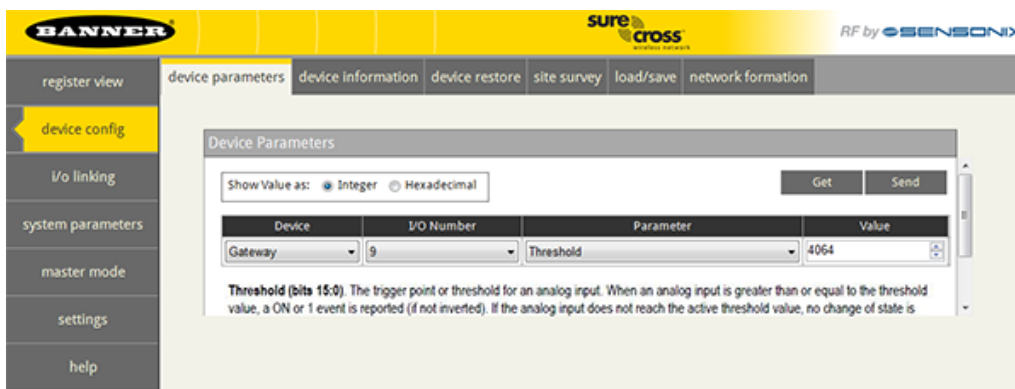 BANNER
sure cross
wireless network
RF by SENSONIX
register view
device config
i/o linking
system parameters
master mode
settings
help
device parameters device information device restore site survey load/save network formation
Device Parameters
Show Value as: Integer Hexadecimal
Get Send
Device I/O Number Parameter Value
Gateway 9 Threshold 4064
Threshold (bits 15:0). The trigger point or threshold for an analog input. When an analog input is greater than or equal to the threshold
value, a ON or 1 event is reported (if not inverted). If the analog input does not reach the active threshold value, no change of state is